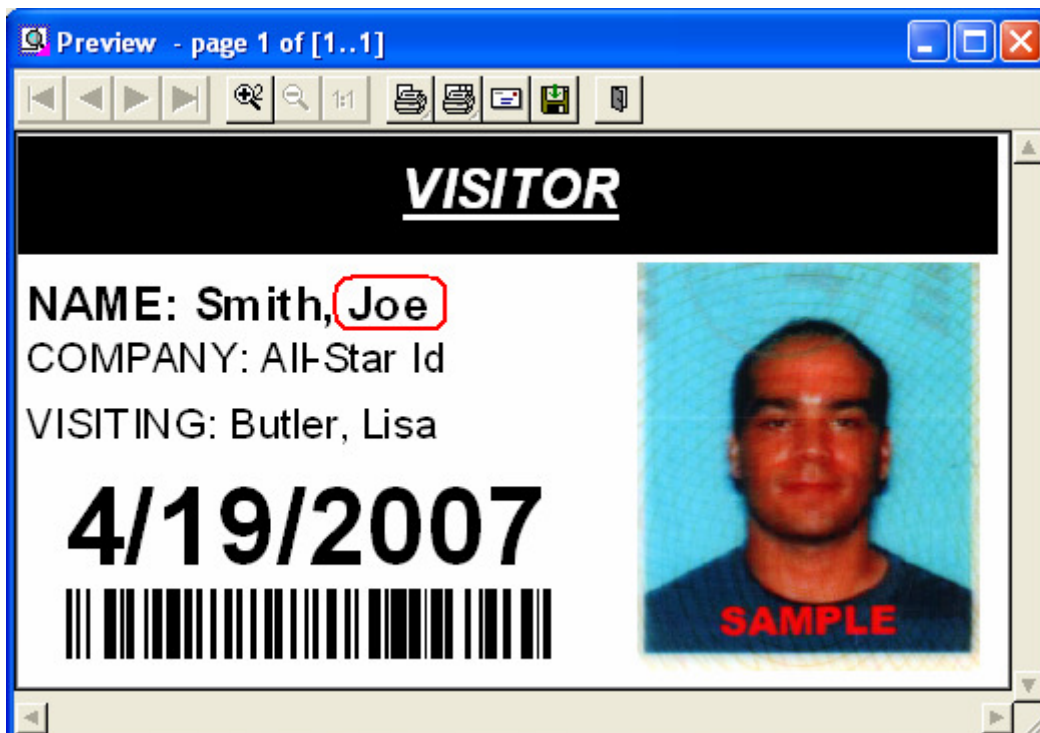 Preview - page 1 of [1..1]
1:1
VISITOR
NAME: Smith, Joe
COMPANY: All-Star Id
VISITING: Butler, Lisa
4/19/2007
SAMPLE